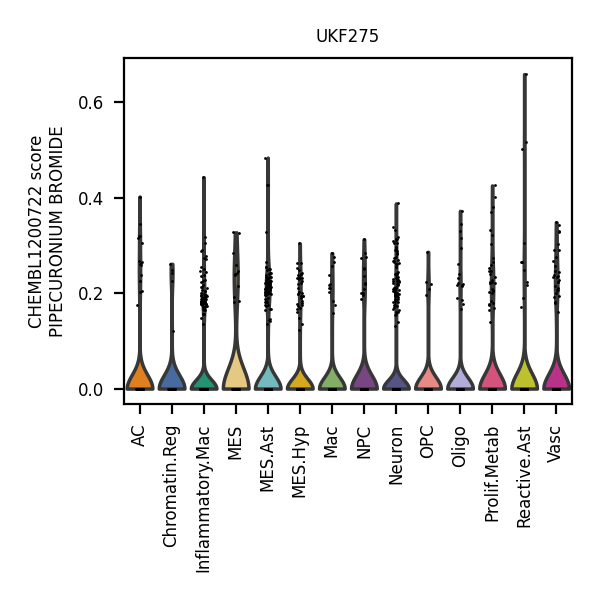 UKF275
CHEMBL1200722 score
PIPECURONIUM BROMIDE
0.6
0.4
0.2
0.0
AC
Chromatin.Reg
Inflammatory.Mac
MES
MES.Ast
MES.Hyp
Mac
NPC
Neuron
OPC
Oligo
Prolif.Metab
Reactive.Ast
Vasc